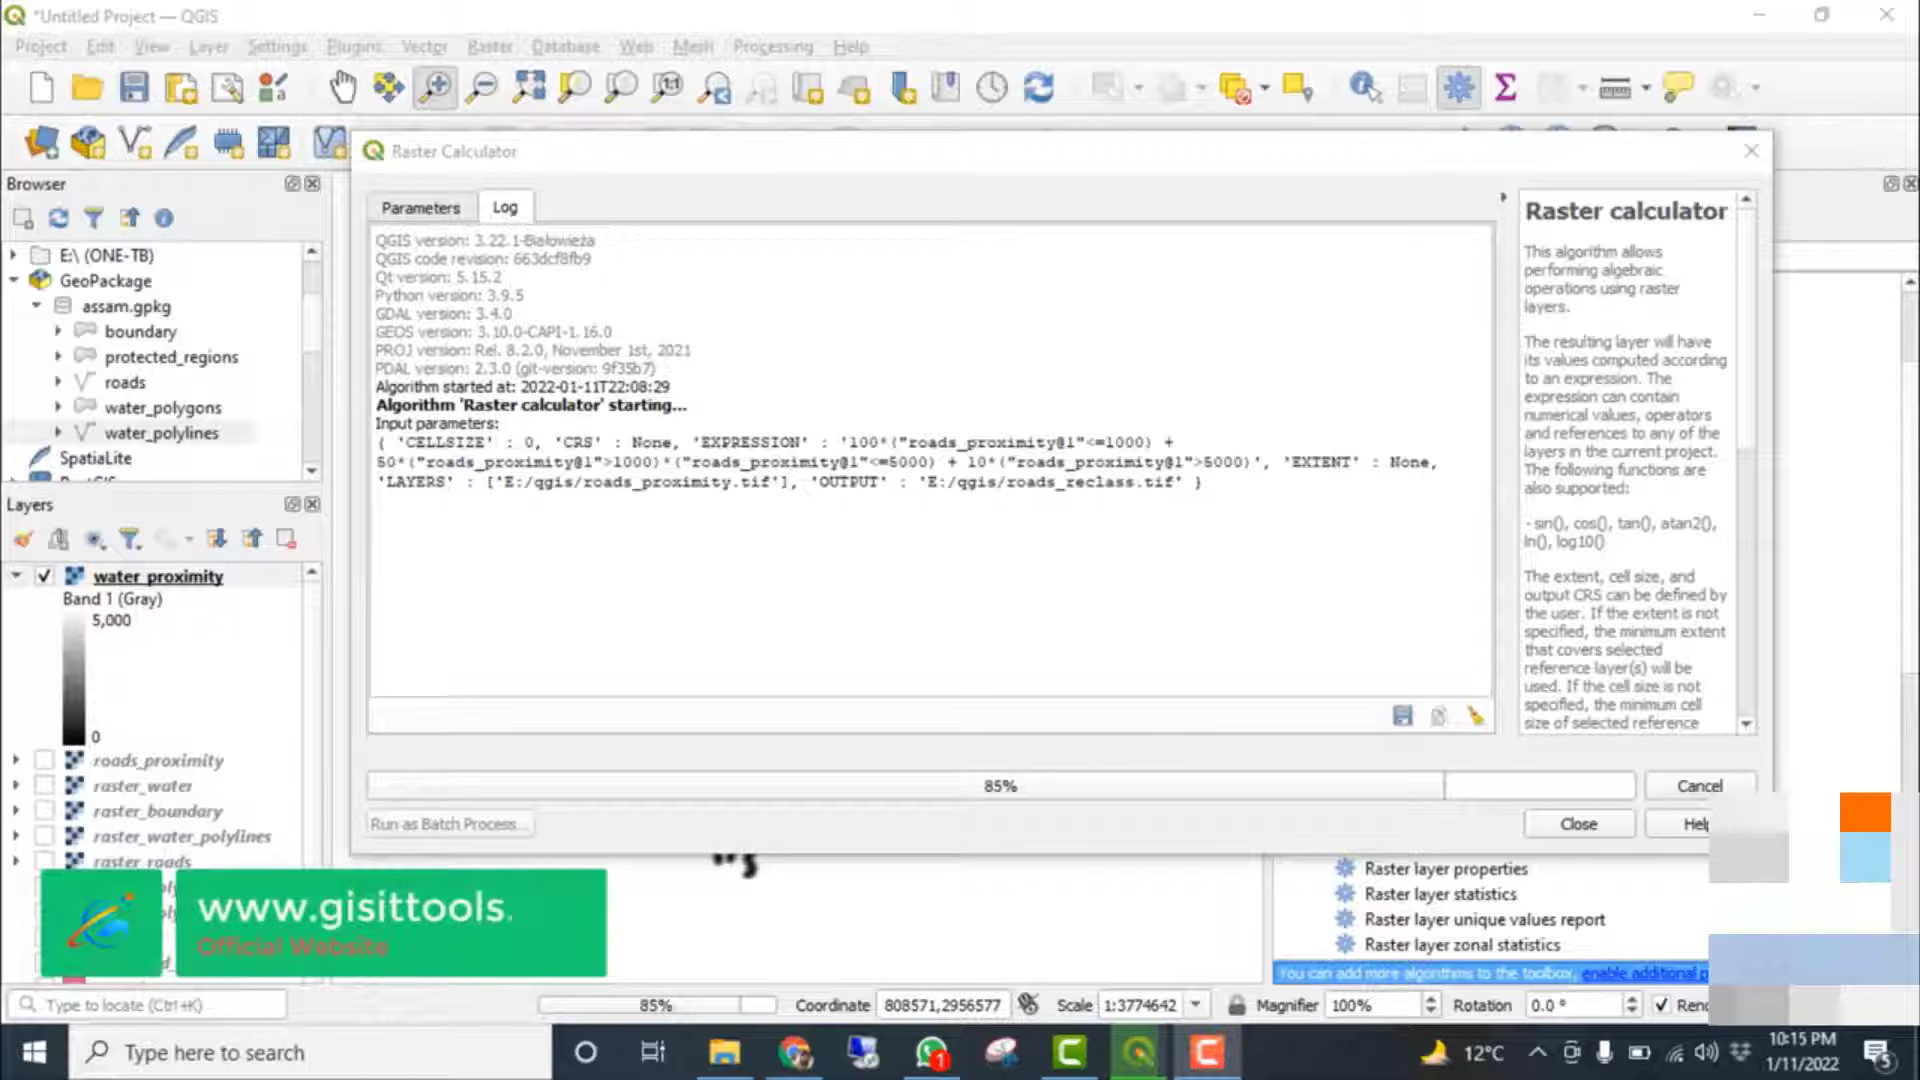 *Untitled Project — QGIS
Project Edit View Layer Settings Plugins Vector Raster Database Web Mesh Processing Help
Browser
E:\ (ONE-TB)
GeoPackage
assam.gpkg
boundary
protected_regions
roads
water_polygons
water_polylines
SpatiaLite
Layers
water_proximity
Band 1 (Gray)
5,000
0
roads_proximity
raster_water
raster_boundary
raster_water_polylines
raster_roads
Raster Calculator
Parameters Log
QGIS version: 3.22.1-Białowieża
QGIS code revision: 663dcf8fb9
Qt version: 5.15.2
Python version: 3.9.5
GDAL version: 3.4.0
GEOS version: 3.10.0-CAPI-1.16.0
PROJ version: Rel. 8.2.0, November 1st, 2021
PDAL version: 2.3.0 (git-version: 9f35b7)
Algorithm started at: 2022-01-11T22:08:29
Algorithm 'Raster calculator' starting...
Input parameters:
{ 'CELLSIZE' : 0, 'CRS' : None, 'EXPRESSION' : '100*("roads_proximity@1"<=1000) +
50*("roads_proximity@1">1000)*("roads_proximity@1"<=5000) + 10*("roads_proximity@1">5000)', 'EXTENT' : None,
'LAYERS' : ['E:/qgis/roads_proximity.tif'], 'OUTPUT' : 'E:/qgis/roads_reclass.tif' }
85%
Cancel
Run as Batch Process...
Close
Help
Raster calculator
This algorithm allows
performing algebraic
operations using raster
layers.
The resulting layer will have
its values computed according
to an expression. The
expression can contain
numerical values, operators
and references to any of the
layers in the current project.
The following functions are
also supported:
- sin(), cos(), tan(), atan2(),
ln(), log10()
The extent, cell size, and
output CRS can be defined by
the user. If the extent is not
specified, the minimum extent
that covers selected
reference layer(s) will be
used. If the cell size is not
specified, the minimum cell
size of selected reference
Raster layer properties
Raster layer statistics
Raster layer unique values report
Raster layer zonal statistics
You can add more algorithms to the toolbox, enable additional p
www.gisittools.
Official Website
Type to locate (Ctrl+K)
85%
Coordinate 808571,2956577
Scale 1:3774642
Magnifier 100%
Rotation 0.0 °
Ren
Type here to search
1
12°C
10:15 PM
1/11/2022
5